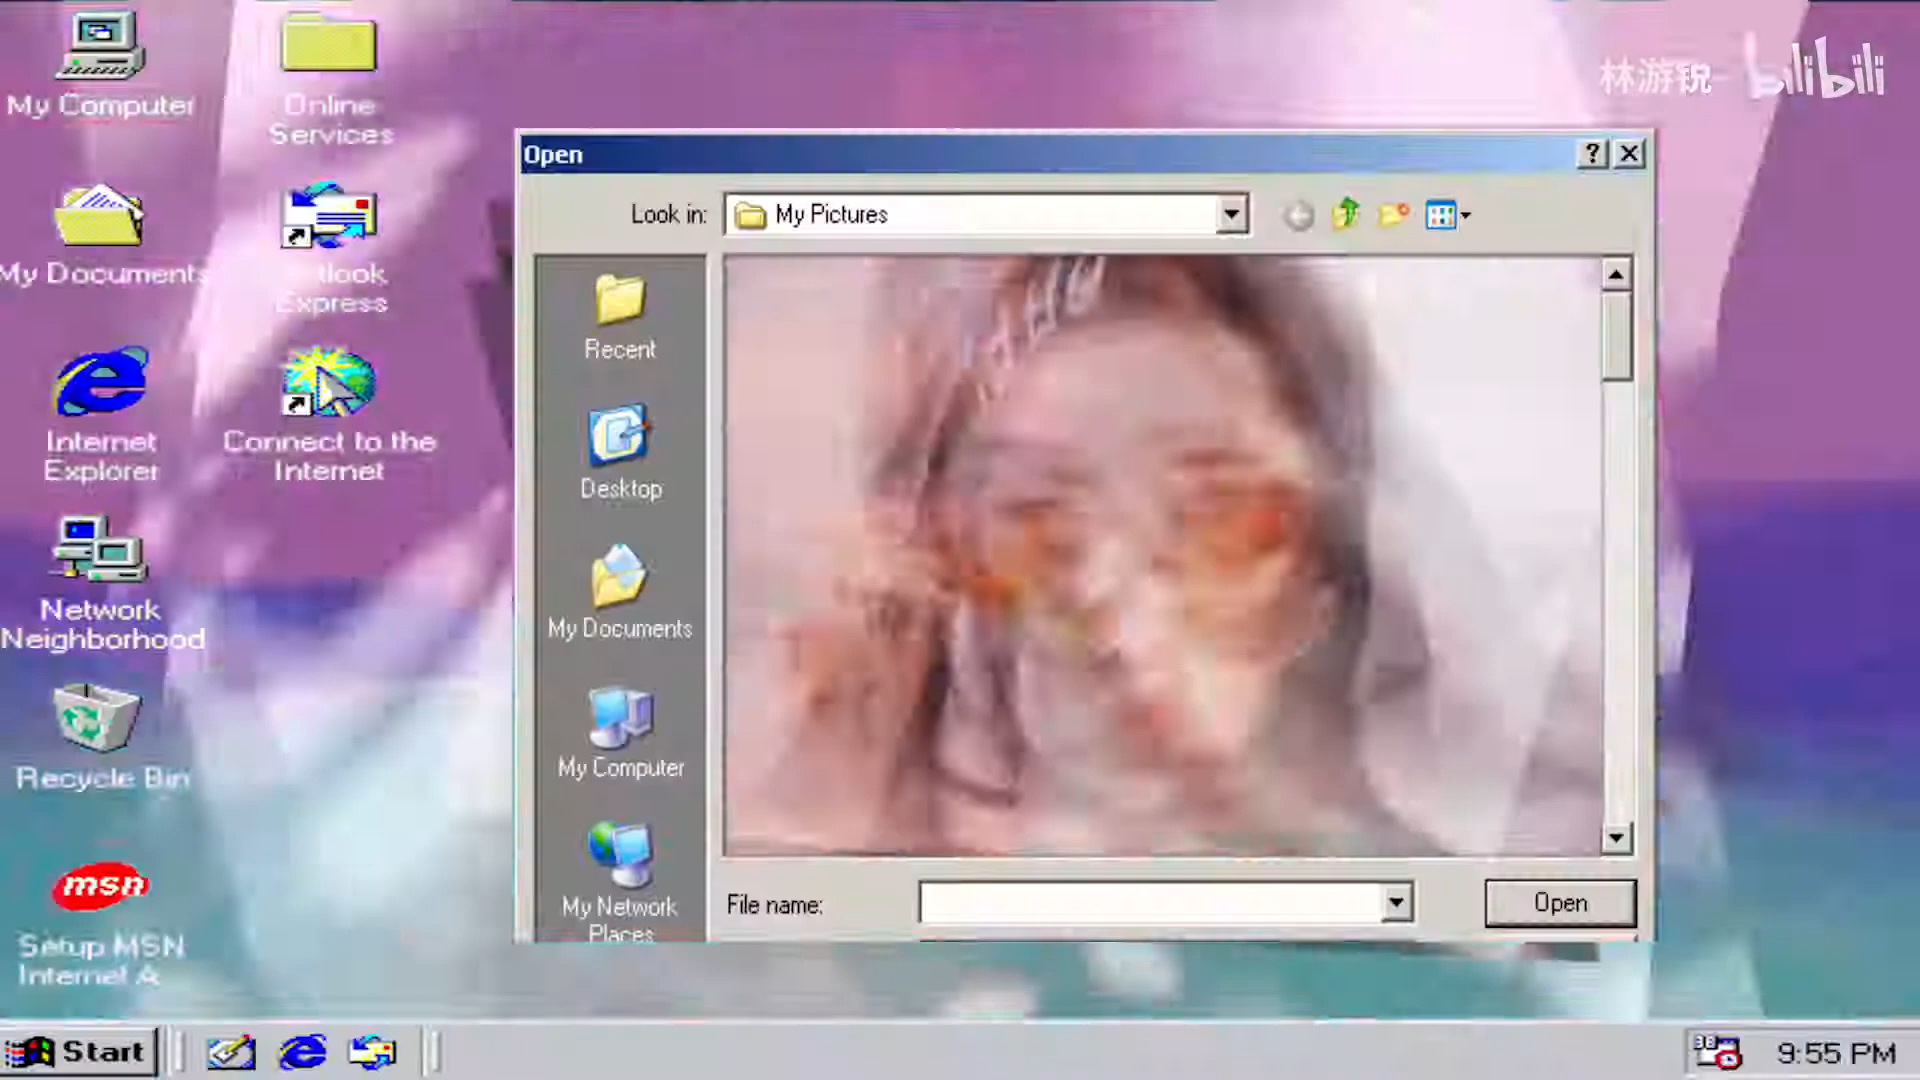 My Computer
Online
Services
林游锐
bilibili
Open
Look in:
My Pictures
My Documents
Express
Recent
Internet
Explorer
Connect to the
Internet
Desktop
Network
Neighborhood
My Documents
Recycle Bin
My Computer
msn
Setup MSN
Internet A
My Network
Places
File name:
Open
Start
9:55 PM